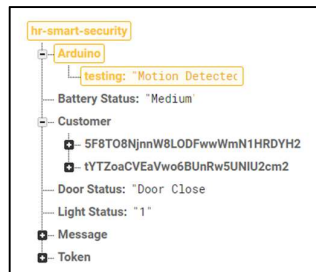 hr-smart-security
Arduino
testing: "Motion Detected
Battery Status: "Medium"
Customer
5F8TO8NjnnW8LODFwwWmN1HRDYH2
tYTZoaCVEaVwo6BUnRw5UNIU2cm2
Door Status: "Door Close
Light Status: "1"
Message
Token